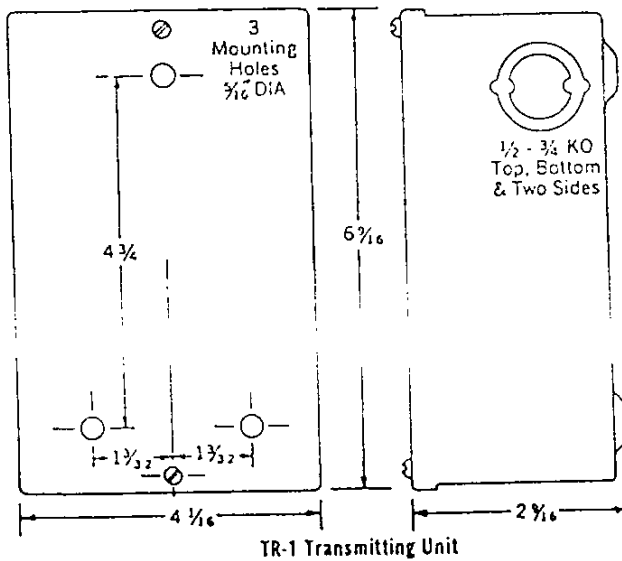 3
Mounting
Holes
5/16" DIA
1/2 - 3/4 KO
Top, Bottom
& Two Sides
4 3/4
6 9/16
1 3/32
1 3/32
4 1/16
2 9/16
TR-1 Transmitting Unit